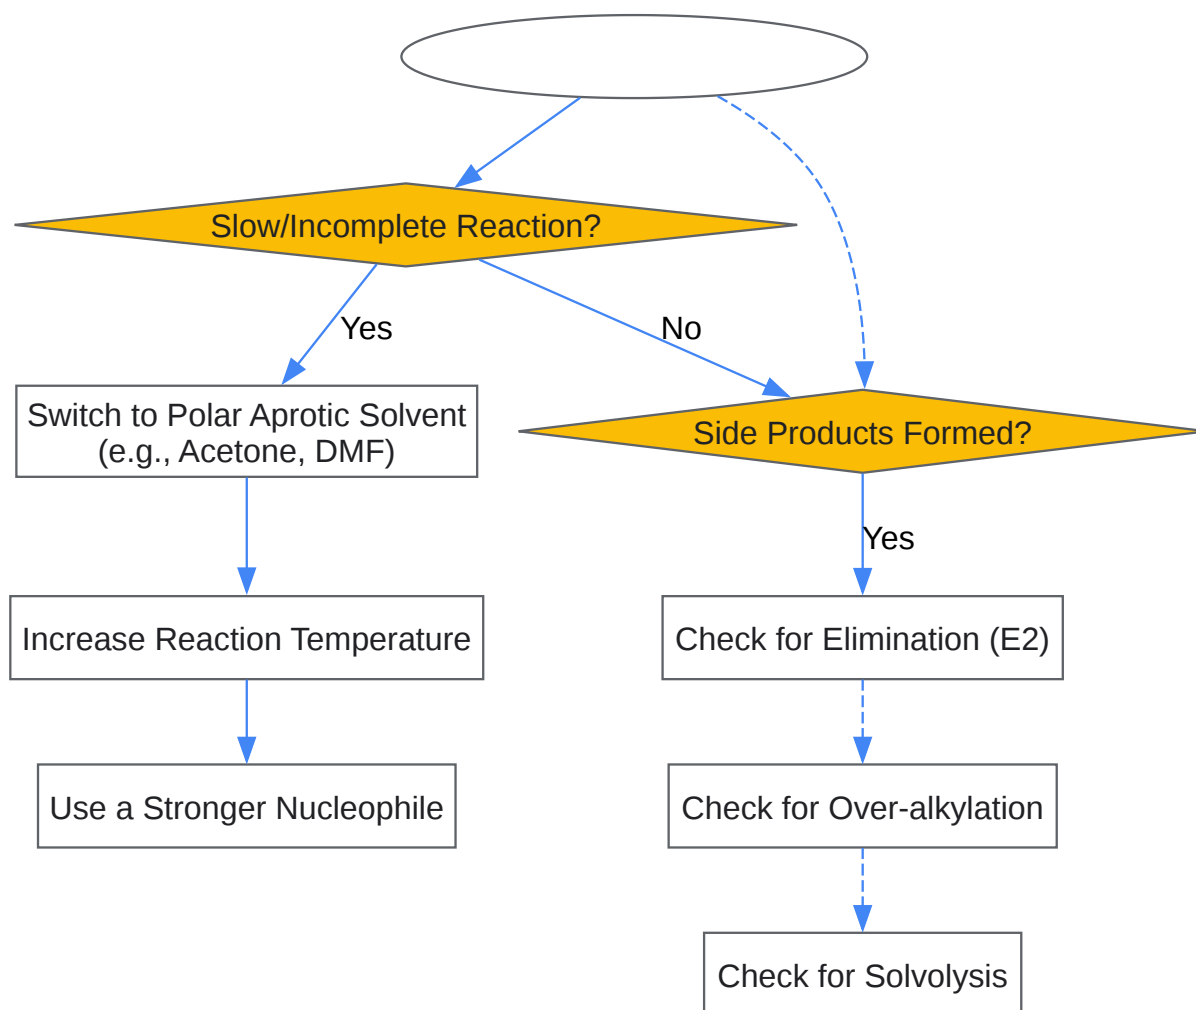 Slow/Incomplete Reaction?
Yes
No
Switch to Polar Aprotic Solvent
(e.g., Acetone, DMF)
Side Products Formed?
Yes
Increase Reaction Temperature
Check for Elimination (E2)
Use a Stronger Nucleophile
Check for Over-alkylation
Check for Solvolysis